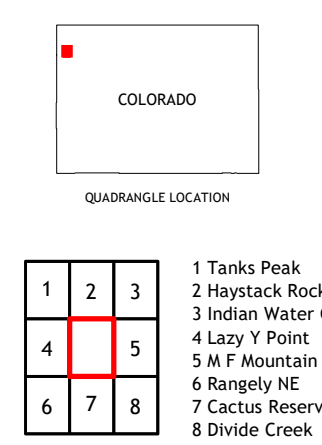 COLORADO
QUADRANGLE LOCATION
1 2 3
4 5
6 7 8
1 Tanks Peak
2 Haystack Rock
3 Indian Water
4 Lazy Y Point
5 M F Mountain
6 Rangely NE
7 Cactus Reserv
8 Divide Creek